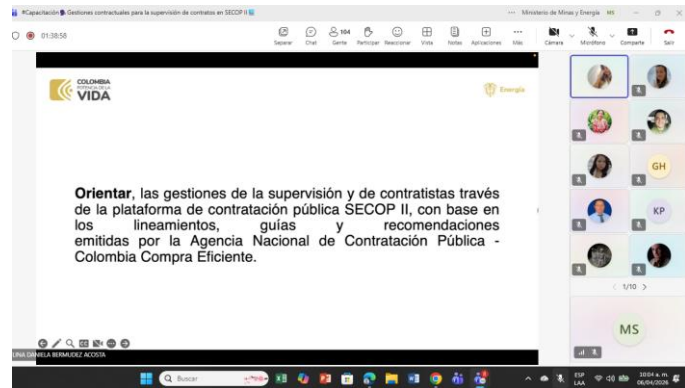 #Capacitación Gestiones contractuales para la supervisión de contratos en SECOP II
Ministerio de Minas y Energía MS
01:38:58
104
Separar Chat Gente Participar Reaccionar Vista Notas Aplicaciones Más Cámara Micrófono Compartir Salir
COLOMBIA
POTENCIA DE LA
VIDA
Energía
Orientar, las gestiones de la supervisión y de contratistas través
de la plataforma de contratación pública SECOP II, con base en
los lineamientos, guías y recomendaciones
emitidas por la Agencia Nacional de Contratación Pública -
Colombia Compra Eficiente.
GH
KP
1/10
MS
LINA DANIELA BERMUDEZ ACOSTA
Buscar
ESP
LAA
10:04 a. m.
06/04/2026